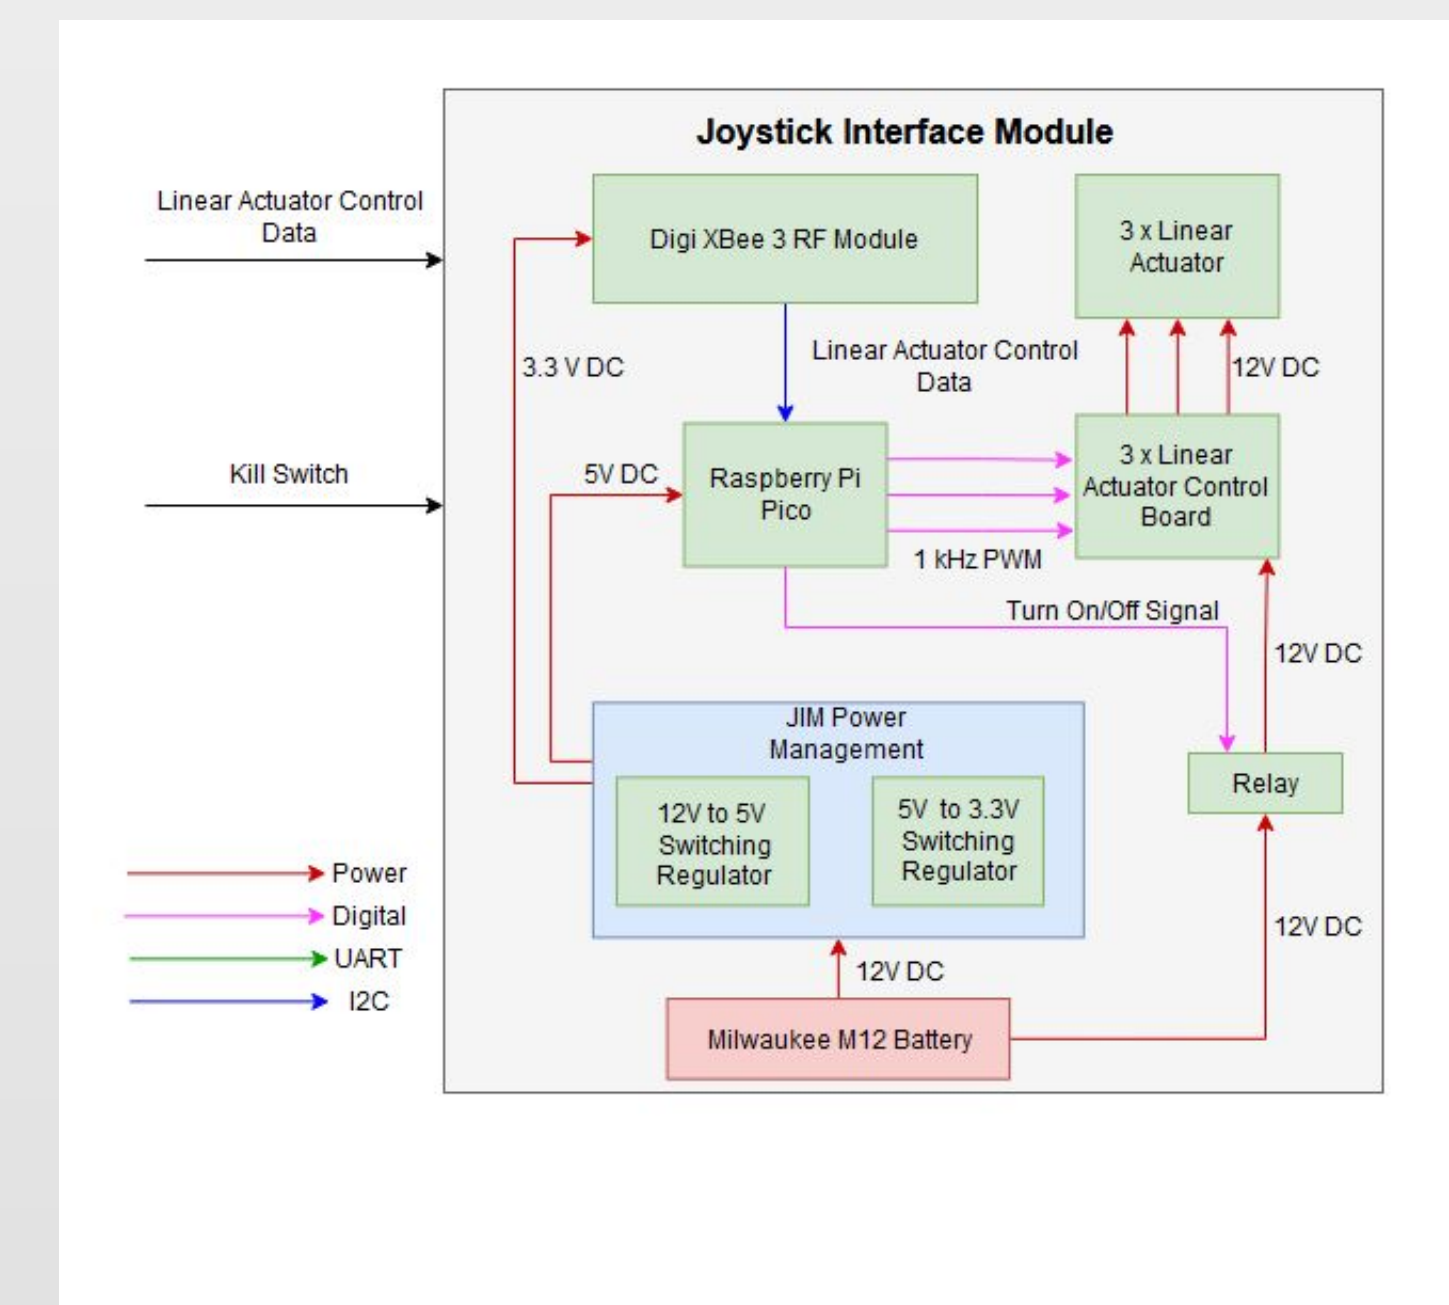 Joystick Interface Module
Linear Actuator Control
Data
Digi XBee 3 RF Module
3 x Linear
Actuator
3.3 V DC
Linear Actuator Control
Data
12V DC
Kill Switch
5V DC
Raspberry Pi
Pico
3 x Linear
Actuator Control
Board
1 kHz PWM
Turn On/Off Signal
12V DC
JIM Power
Management
12V to 5V
Switching
Regulator
5V to 3.3V
Switching
Regulator
Relay
Power
Digital
UART
I2C
12V DC
12V DC
Milwaukee M12 Battery